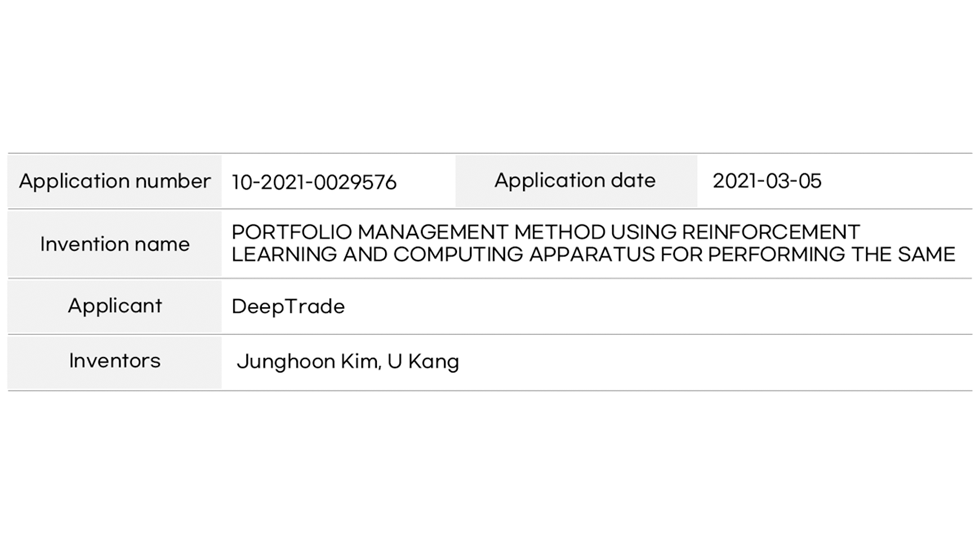 Application number 10-2021-0029576 Application date 2021-03-05
Invention name
PORTFOLIO MANAGEMENT METHOD USING REINFORCEMENT
LEARNING AND COMPUTING APPARATUS FOR PERFORMING THE SAME
Applicant DeepTrade
Inventors Junghoon Kim, U Kang